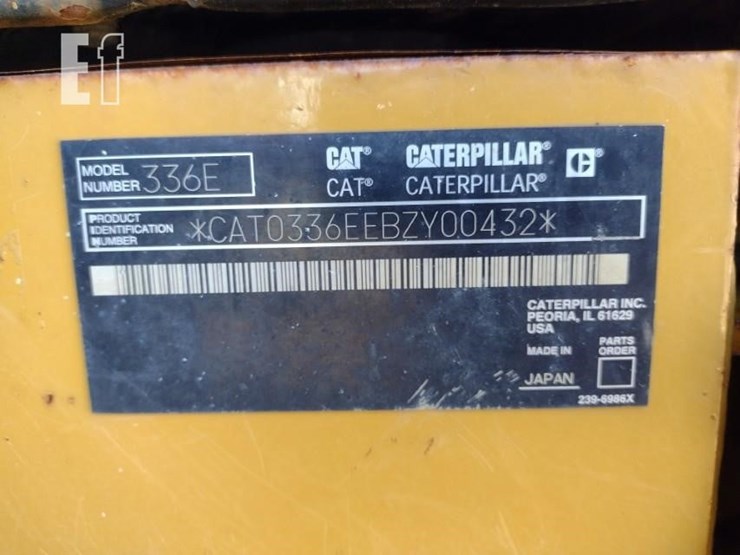 Ef
MODEL
NUMBER 336E
CAT® CATERPILLAR® C®
CAT® CATERPILLAR®
PRODUCT
IDENTIFICATION
NUMBER
*CAT0336EEBZY00432*
CATERPILLAR INC.
PEORIA, IL 61629
USA
MADE IN
JAPAN
PARTS
ORDER
239-6986X